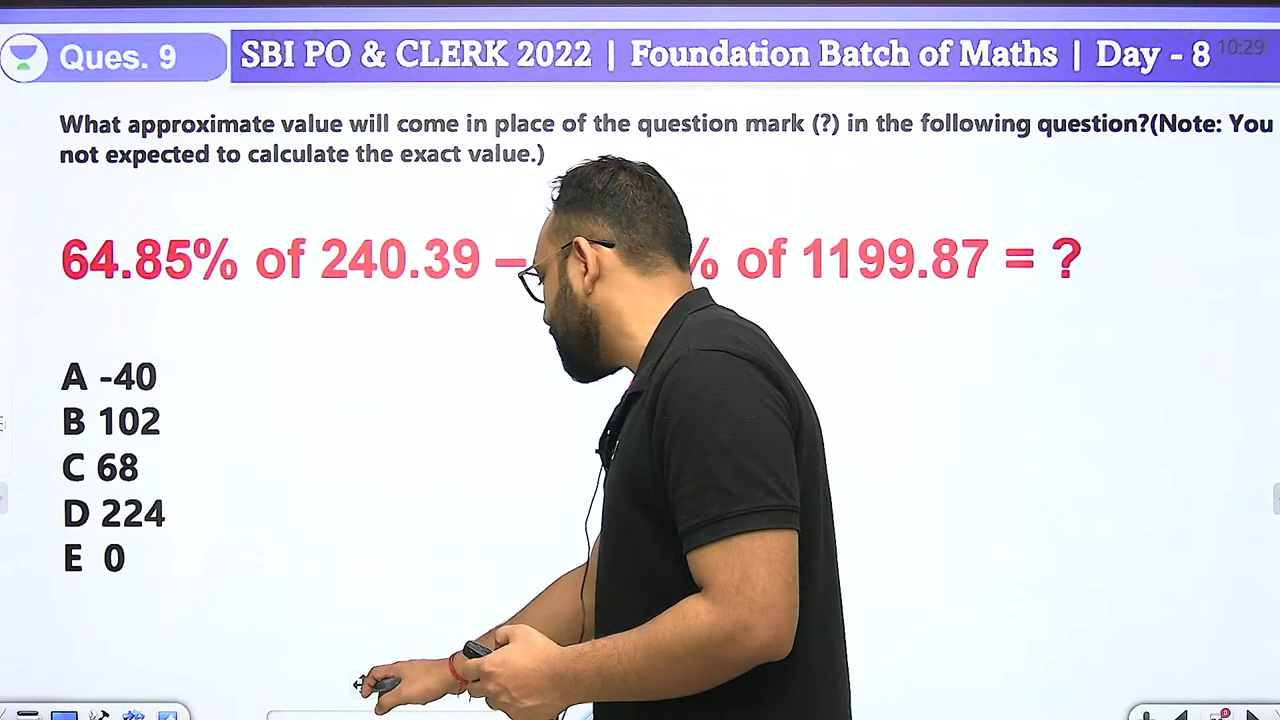 Ques. 9
SBI PO & CLERK 2022 | Foundation Batch of Maths | Day - 8
10:29
What approximate value will come in place of the question mark (?) in the following question?(Note: You
not expected to calculate the exact value.)
64.85% of 240.39 – % of 1199.87 = ?
A -40
B 102
C 68
D 224
E 0